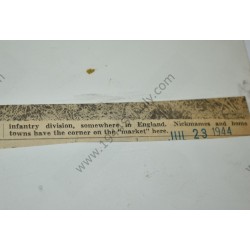 infantry division, somewhere in England. Nicknames and home
towns have the corner on the "market" here. JUL 23 1944